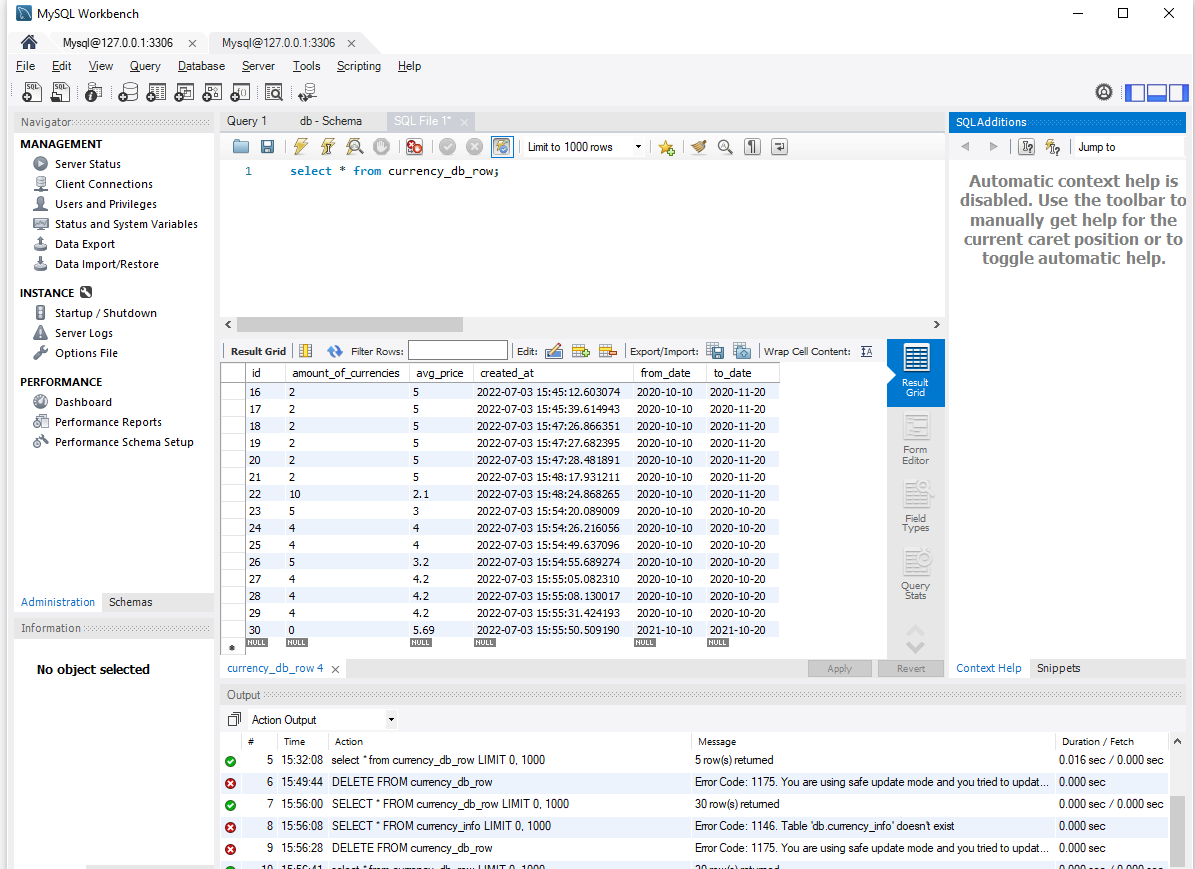 MySQL Workbench
Mysql@127.0.0.1:3306
Mysql@127.0.0.1:3306
File Edit View Query Database Server Tools Scripting Help
Navigator
MANAGEMENT
Server Status
Client Connections
Users and Privileges
Status and System Variables
Data Export
Data Import/Restore
INSTANCE
Startup / Shutdown
Server Logs
Options File
PERFORMANCE
Dashboard
Performance Reports
Performance Schema Setup
Administration Schemas
Information
No object selected
Query 1 db - Schema SQL File 1*
Limit to 1000 rows
1 select * from currency_db_row;
Result Grid Filter Rows: Edit: Export/Import: Wrap Cell Content:
id amount_of_currencies avg_price created_at from_date to_date
16 2 5 2022-07-03 15:45:12.603074 2020-10-10 2020-11-20
17 2 5 2022-07-03 15:45:39.614943 2020-10-10 2020-11-20
18 2 5 2022-07-03 15:47:26.866351 2020-10-10 2020-11-20
19 2 5 2022-07-03 15:47:27.682395 2020-10-10 2020-11-20
20 2 5 2022-07-03 15:47:28.481891 2020-10-10 2020-11-20
21 2 5 2022-07-03 15:48:17.931211 2020-10-10 2020-11-20
22 10 2.1 2022-07-03 15:48:24.868265 2020-10-10 2020-11-20
23 5 3 2022-07-03 15:54:20.089009 2020-10-10 2020-10-20
24 4 4 2022-07-03 15:54:26.216056 2020-10-10 2020-10-20
25 4 4 2022-07-03 15:54:49.637096 2020-10-10 2020-10-20
26 5 3.2 2022-07-03 15:54:55.689274 2020-10-10 2020-10-20
27 4 4.2 2022-07-03 15:55:05.082310 2020-10-10 2020-10-20
28 4 4.2 2022-07-03 15:55:08.130017 2020-10-10 2020-10-20
29 4 4.2 2022-07-03 15:55:31.424193 2020-10-10 2020-10-20
30 0 5.69 2022-07-03 15:55:50.509190 2021-10-10 2021-10-20
NULL NULL NULL NULL NULL NULL
Result
Grid
Form
Editor
Field
Types
Query
Stats
currency_db_row 4 Apply Revert
SQLAdditions
Jump to
Automatic context help is
disabled. Use the toolbar to
manually get help for the
current caret position or to
toggle automatic help.
Context Help Snippets
Output
Action Output
# Time Action Message Duration / Fetch
5 15:32:08 select * from currency_db_row LIMIT 0, 1000 5 row(s) returned 0.016 sec / 0.000 sec
6 15:49:44 DELETE FROM currency_db_row Error Code: 1175. You are using safe update mode and you tried to updat... 0.000 sec
7 15:56:00 SELECT * FROM currency_db_row LIMIT 0, 1000 30 row(s) returned 0.000 sec / 0.000 sec
8 15:56:08 SELECT * FROM currency_info LIMIT 0, 1000 Error Code: 1146. Table 'db.currency_info' doesn't exist 0.000 sec
9 15:56:28 DELETE FROM currency_db_row Error Code: 1175. You are using safe update mode and you tried to updat... 0.000 sec
10 15:56:41 select * from currency_db_row LIMIT 0, 1000 30 row(s) returned 0.000 sec / 0.000 sec